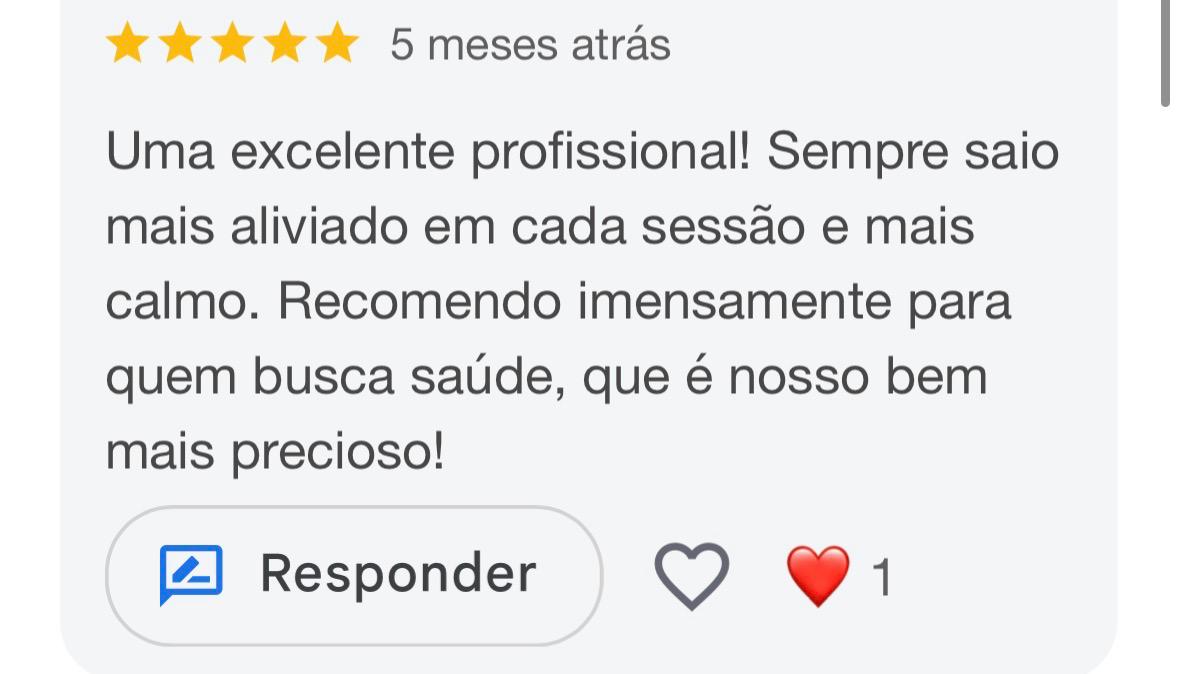 5 meses atrás
Uma excelente profissional! Sempre saio
mais aliviado em cada sessão e mais
calmo. Recomendo imensamente para
quem busca saúde, que é nosso bem
mais precioso!
Responder
1